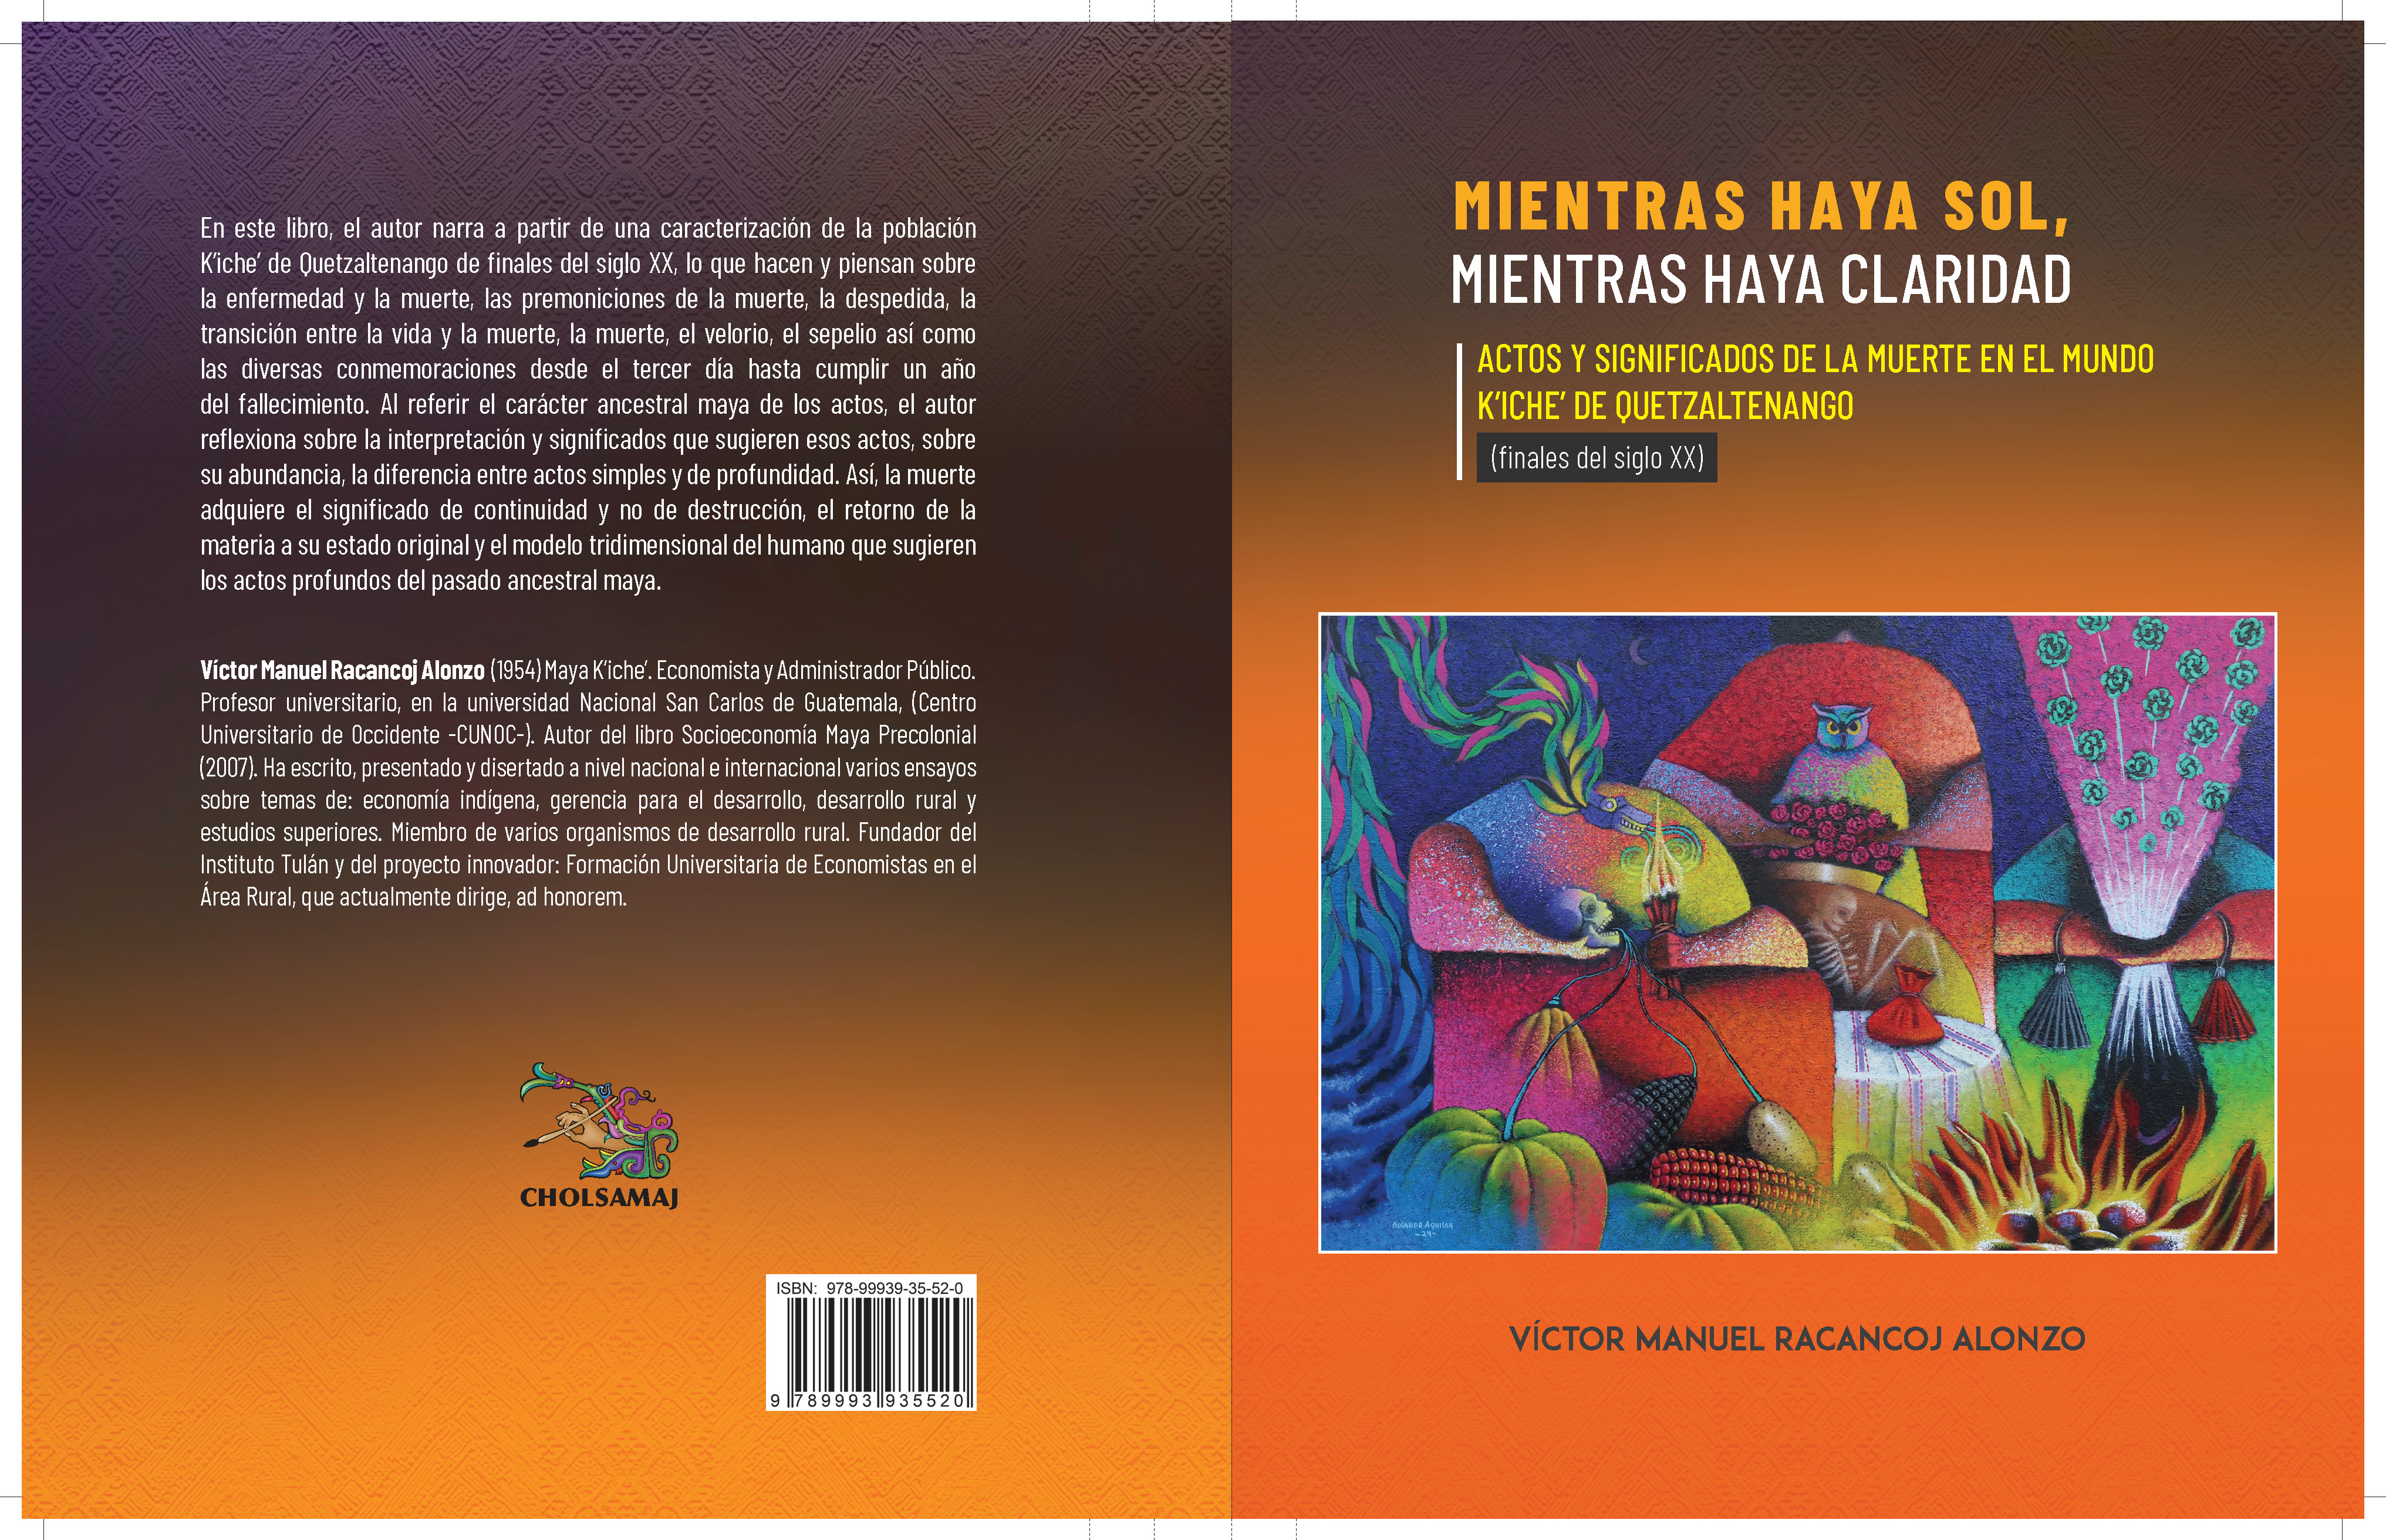 En este libro, el autor narra a partir de una caracterización de la población
K’iche’ de Quetzaltenango de finales del siglo XX, lo que hacen y piensan sobre
la enfermedad y la muerte, las premoniciones de la muerte, la despedida, la
transición entre la vida y la muerte, la muerte, el velorio, el sepelio así como
las diversas conmemoraciones desde el tercer día hasta cumplir un año
del fallecimiento. Al referir el carácter ancestral maya de los actos, el autor
reflexiona sobre la interpretación y significados que sugieren esos actos, sobre
su abundancia, la diferencia entre actos simples y de profundidad. Así, la muerte
adquiere el significado de continuidad y no de destrucción, el retorno de la
materia a su estado original y el modelo tridimensional del humano que sugieren
los actos profundos del pasado ancestral maya.
Víctor Manuel Racancoj Alonzo (1954) Maya K’iche’. Economista y Administrador Público.
Profesor universitario, en la universidad Nacional San Carlos de Guatemala, (Centro
Universitario de Occidente -CUNOC-). Autor del libro Socioeconomía Maya Precolonial
(2007). Ha escrito, presentado y disertado a nivel nacional e internacional varios ensayos
sobre temas de: economía indígena, gerencia para el desarrollo, desarrollo rural y
estudios superiores. Miembro de varios organismos de desarrollo rural. Fundador del
Instituto Tulán y del proyecto innovador: Formación Universitaria de Economistas en el
Área Rural, que actualmente dirige, ad honorem.
CHOLSAMAJ
ISBN: 978-99939-35-52-0
9 789993 935520
MIENTRAS HAYA SOL,
MIENTRAS HAYA CLARIDAD
ACTOS Y SIGNIFICADOS DE LA MUERTE EN EL MUNDO
K’ICHE’ DE QUETZALTENANGO
(finales del siglo XX)
ROLANDO AGUILAR
-24-
VÍCTOR MANUEL RACANCOJ ALONZO